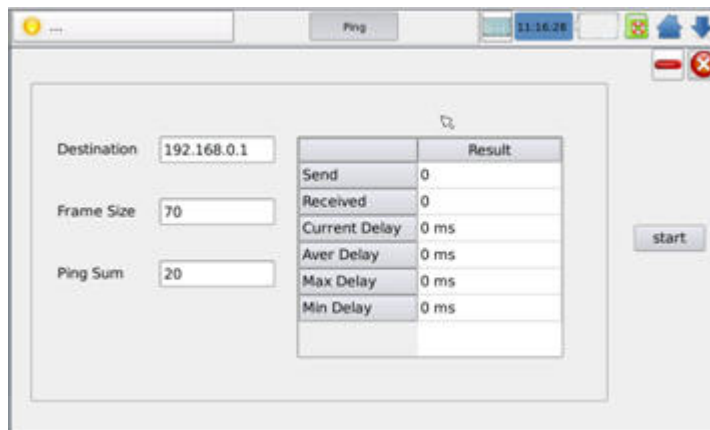 ...
Ping
11:16:26
Destination 192.168.0.1
Frame Size 70
Ping Sum 20
Result
Send 0
Received 0
Current Delay 0 ms
Aver Delay 0 ms
Max Delay 0 ms
Min Delay 0 ms
start